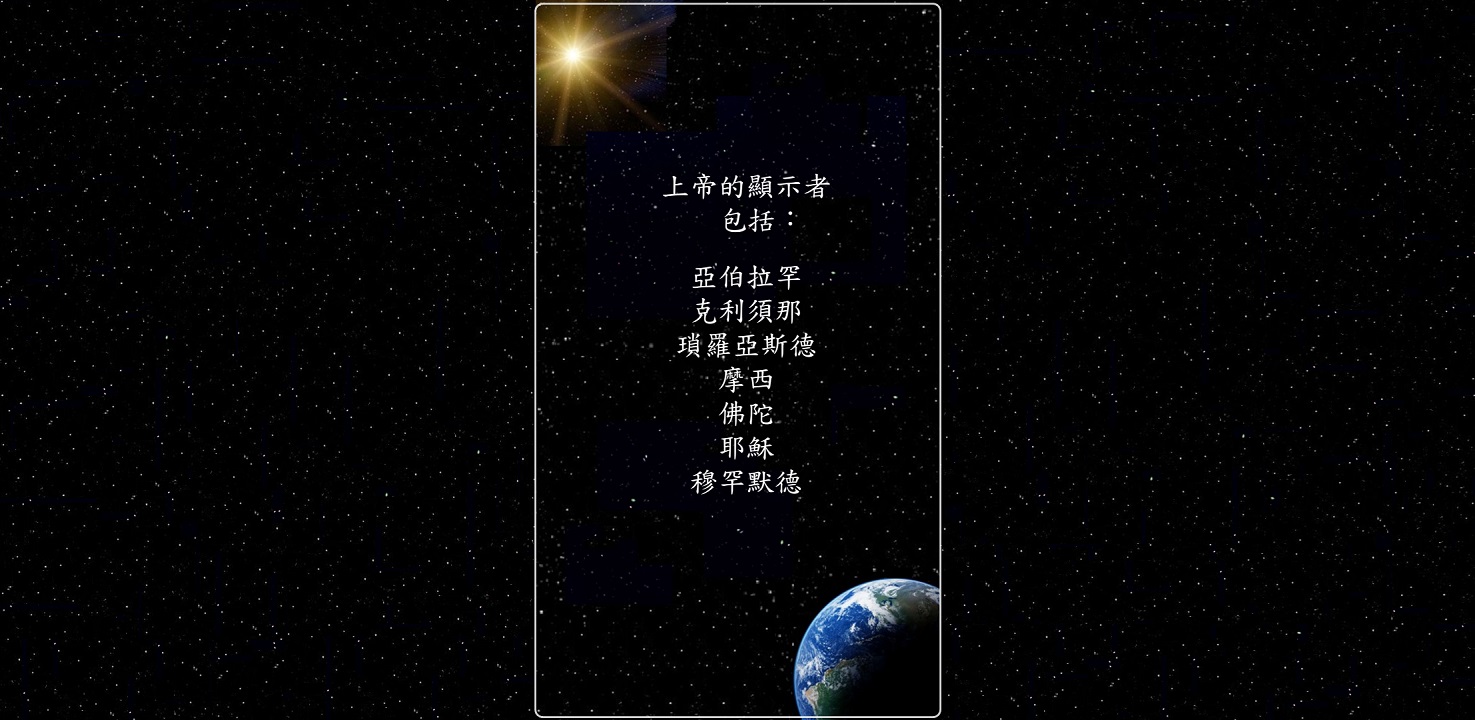 上帝的顯示者
包括：
亞伯拉罕
克利須那
瑣羅亞斯德
摩西
佛陀
耶穌
穆罕默德